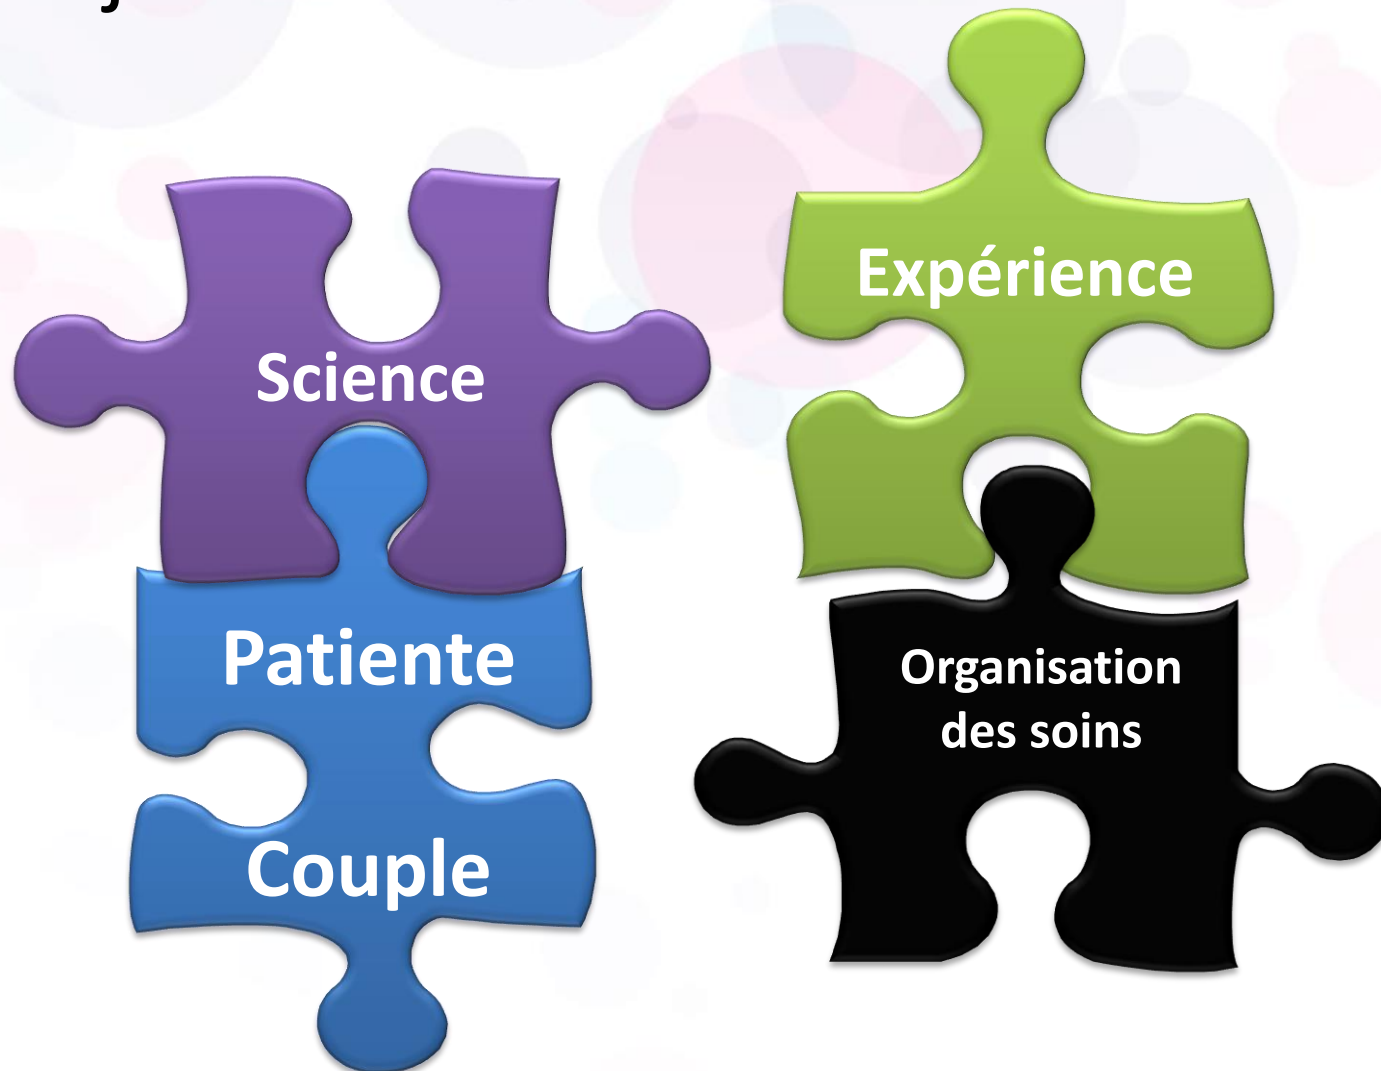 Science
Patiente
Couple
Expérience
Organisation
des soins